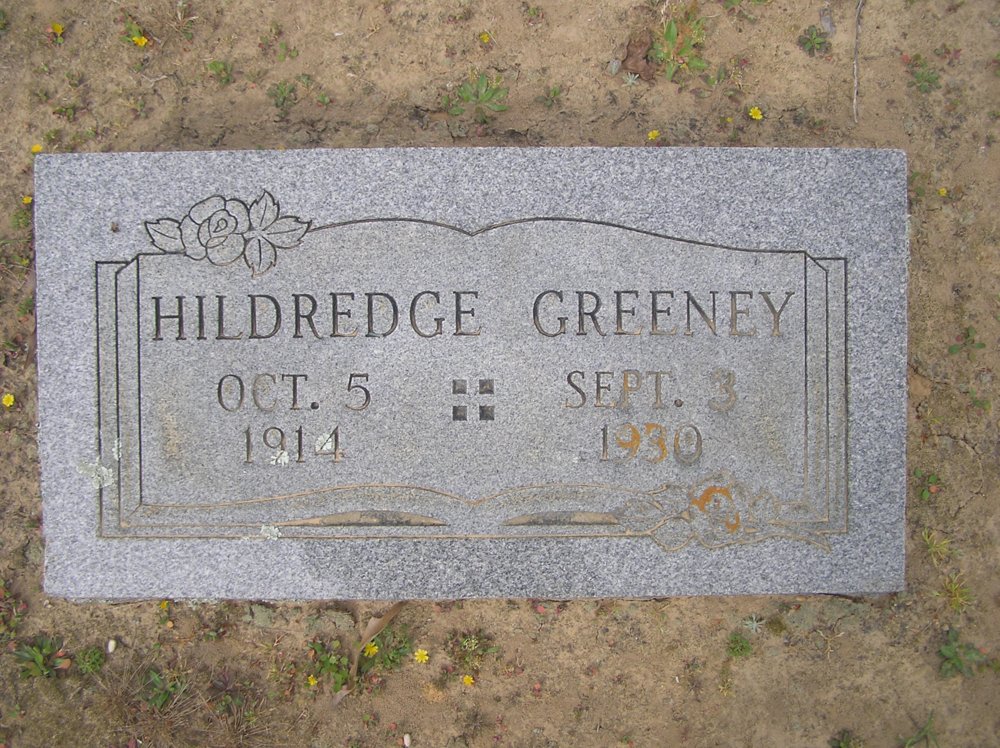 HILDREDGE GREENEY
OCT. 5 SEPT. 3
1914 1930